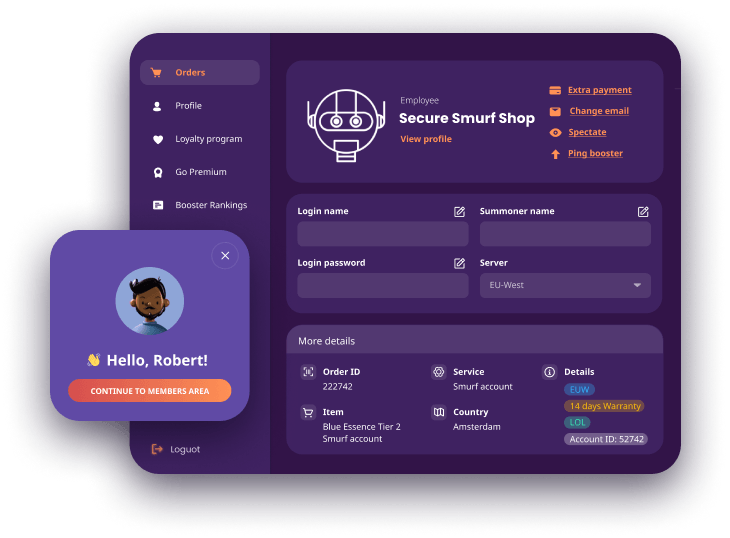 Orders
Profile
Loyalty program
Go Premium
Booster Rankings
Hello, Robert!
CONTINUE TO MEMBERS AREA
Loguot
Employee
Secure Smurf Shop
View profile
Extra payment
Change email
Spectate
Ping booster
Login name
Summoner name
Login password
Server
EU-West
More details
Order ID
222742
Service
Smurf account
Details
EUW
14 days Warranty
LOL
Account ID: 52742
Item
Blue Essence Tier 2
Smurf account
Country
Amsterdam